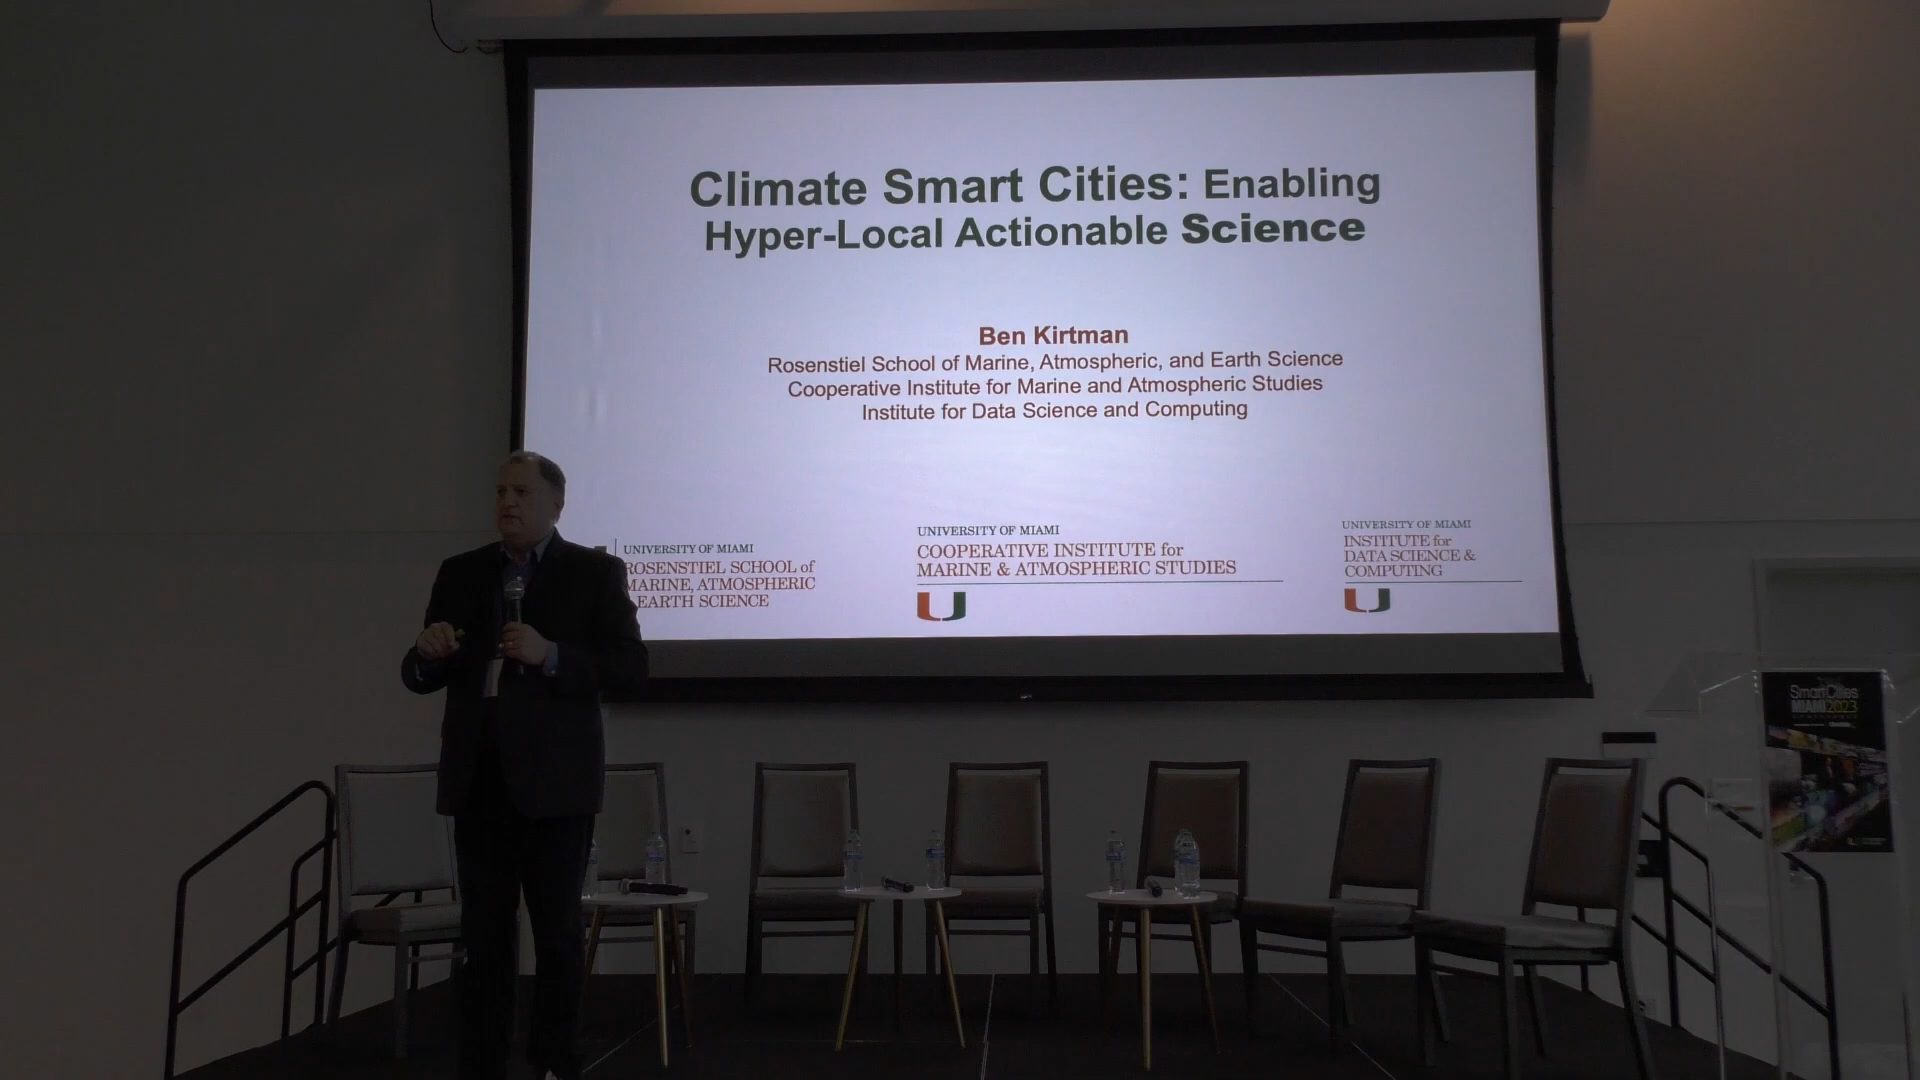 Climate Smart Cities: Enabling
Hyper-Local Actionable Science
Ben Kirtman
Rosenstiel School of Marine, Atmospheric, and Earth Science
Cooperative Institute for Marine and Atmospheric Studies
Institute for Data Science and Computing
UNIVERSITY OF MIAMI
ROSENSTIEL SCHOOL of
MARINE, ATMOSPHERIC
EARTH SCIENCE
UNIVERSITY OF MIAMI
COOPERATIVE INSTITUTE for
MARINE & ATMOSPHERIC STUDIES
UNIVERSITY OF MIAMI
INSTITUTE for
DATA SCIENCE &
COMPUTING
SmartCities
MIAMI2023
CONFERENCE